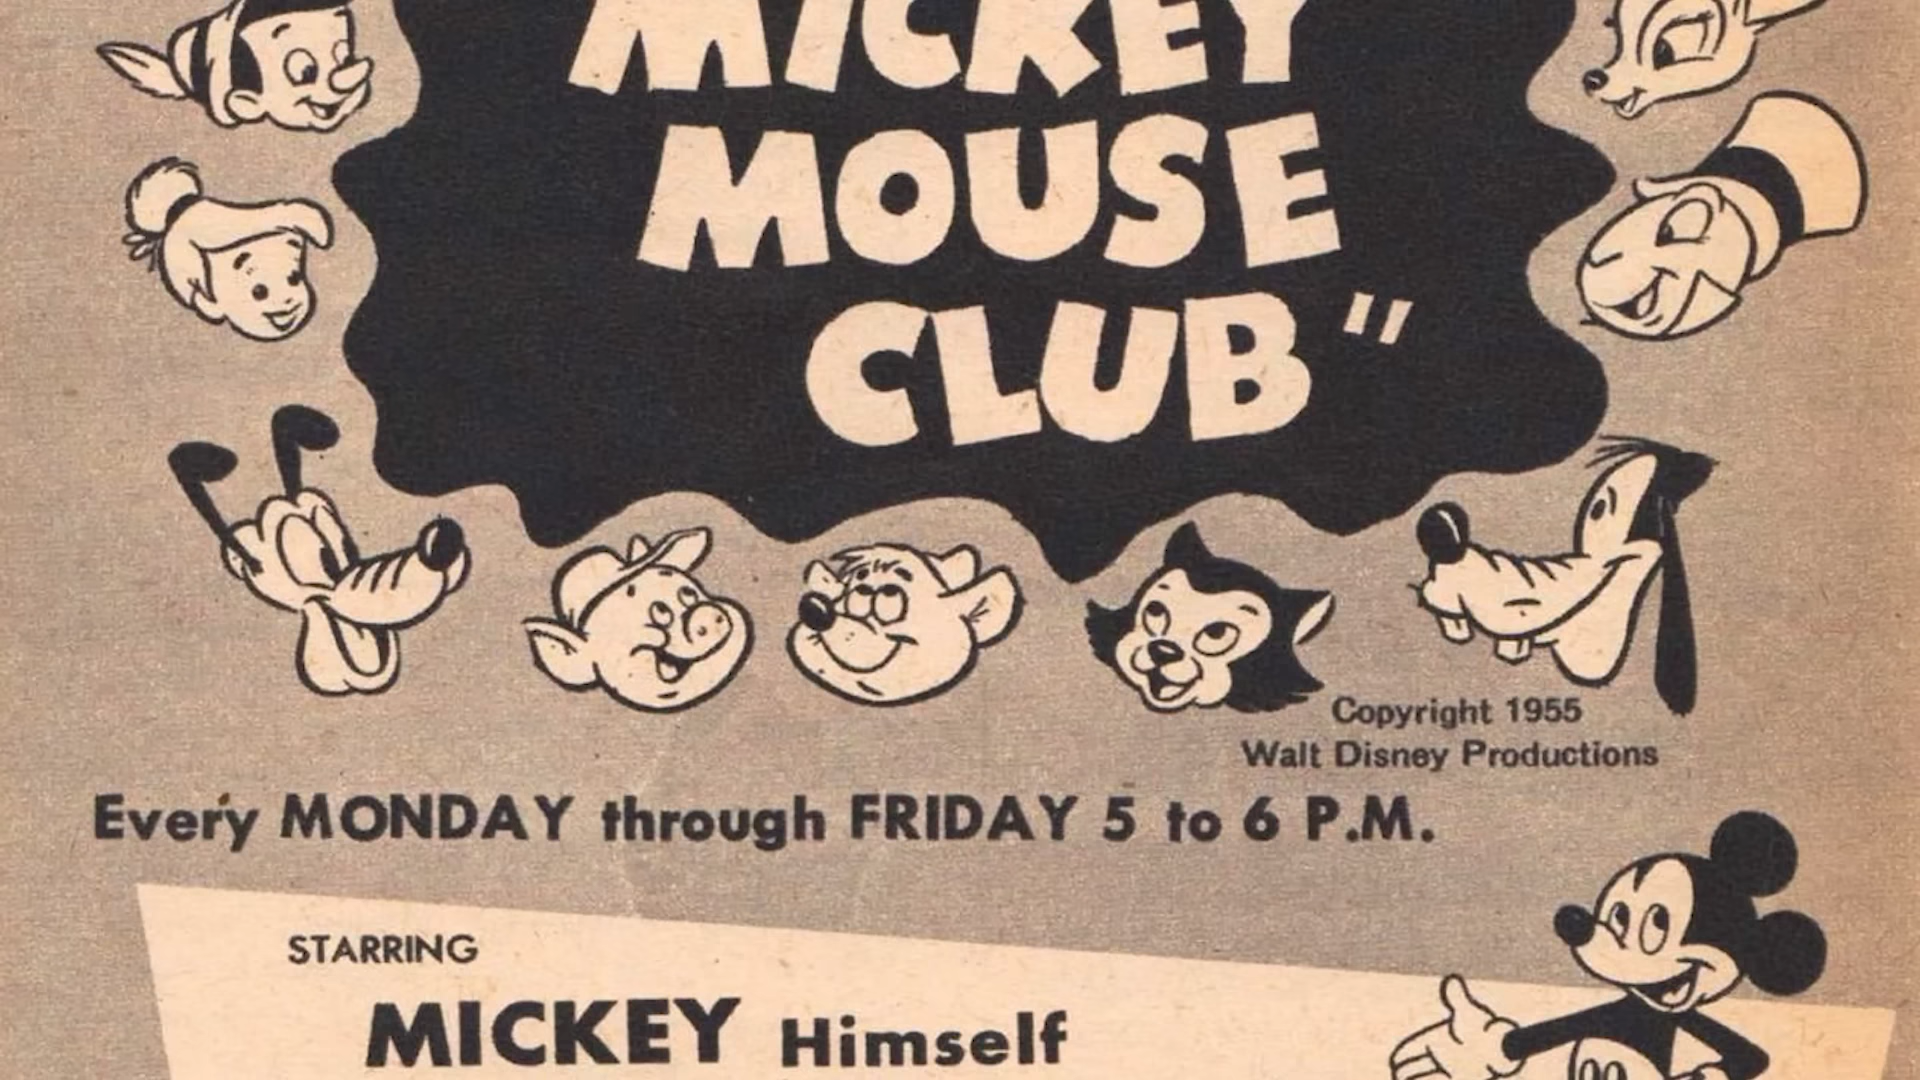 MICKEY
MOUSE
CLUB"
Copyright 1955
Walt Disney Productions
Every MONDAY through FRIDAY 5 to 6 P.M.
STARRING
MICKEY Himself